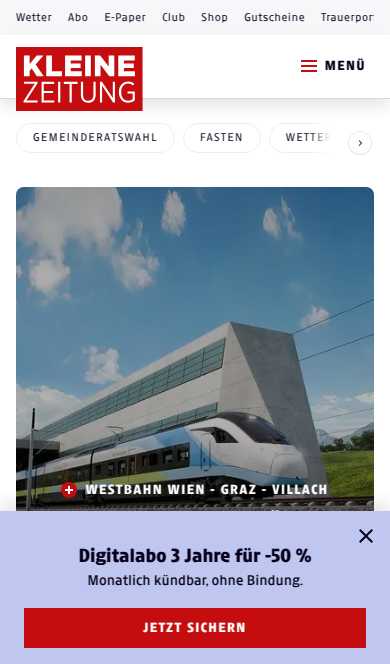 Wetter Abo E-Paper Club Shop Gutscheine Trauerpor
KLEINE
ZEITUNG
MENÜ
GEMEINDERATSWAHL FASTEN WETTER
WESTBAHN WIEN - GRAZ - VILLACH
Digitalabo 3 Jahre für -50 %
Monatlich kündbar, ohne Bindung.
JETZT SICHERN